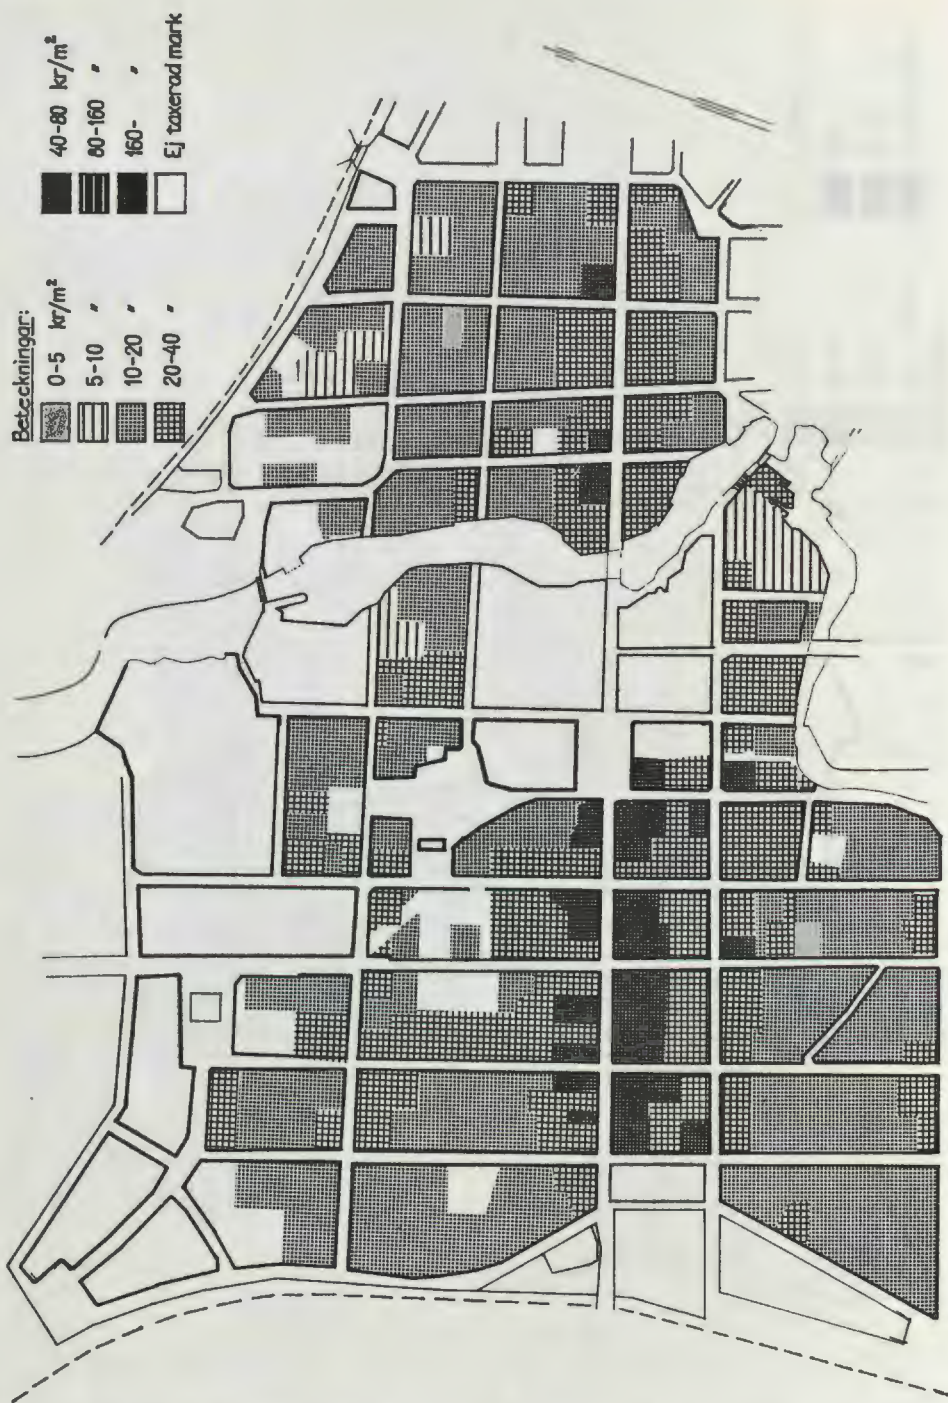 Beteckningar:
0-5 kr/m²
5-10 "
10-20 "
20-40 "
40-80 kr/m²
80-160 "
160- "
Ej taxerad mark